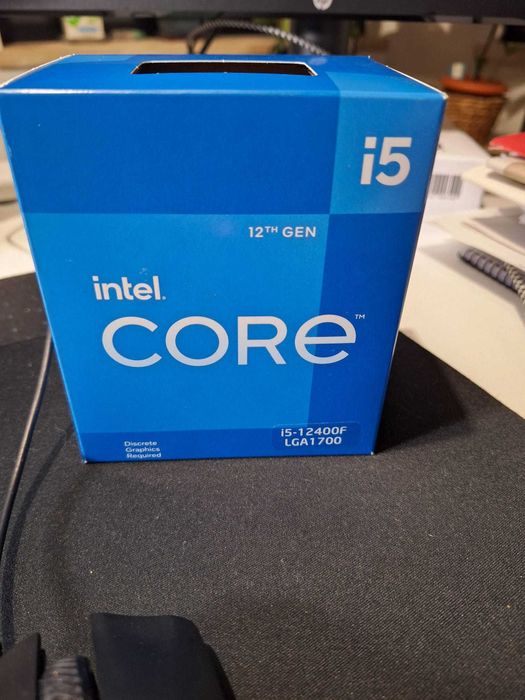 i5
12TH GEN
intel.
CORE™
Discrete
Graphics
Required
i5-12400F
LGA1700